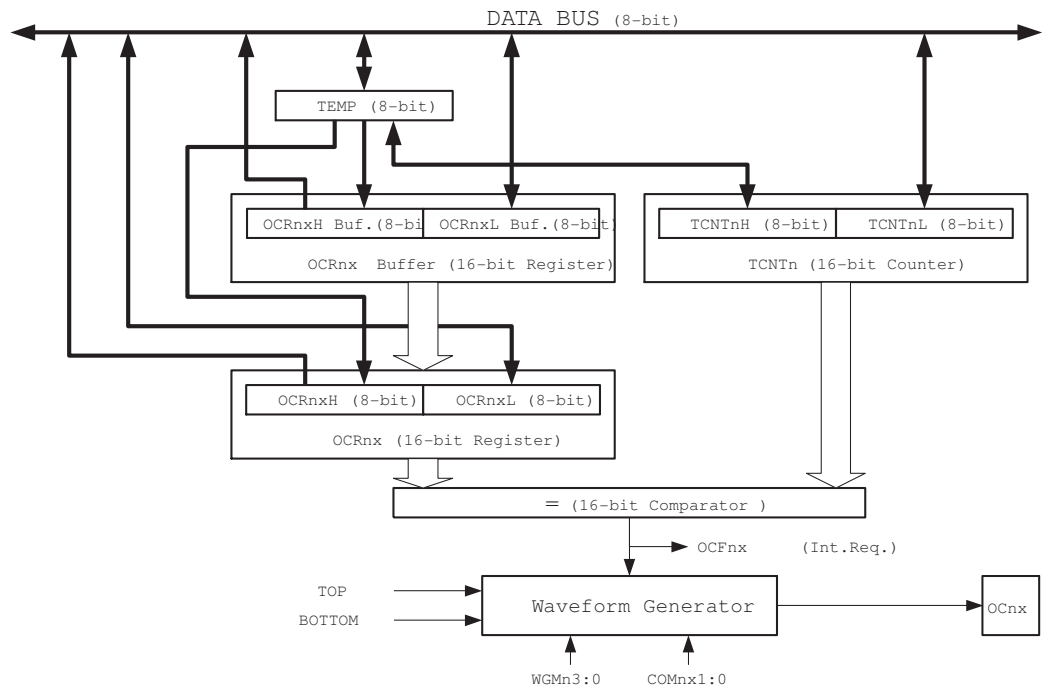 DATA BUS (8-bit)
TEMP (8-bit)
OCRnxH Buf.(8-bi OCRnxL Buf.(8-bit) TCNTnH (8-bit) TCNTnL (8-bit)
OCRnx Buffer (16-bit Register) TCNTn (16-bit Counter)
OCRnxH (8-bit) OCRnxL (8-bit)
OCRnx (16-bit Register)
= (16-bit Comparator )
OCFnx (Int.Req.)
TOP
BOTTOM
Waveform Generator
OCnx
WGMn3:0 COMnx1:0